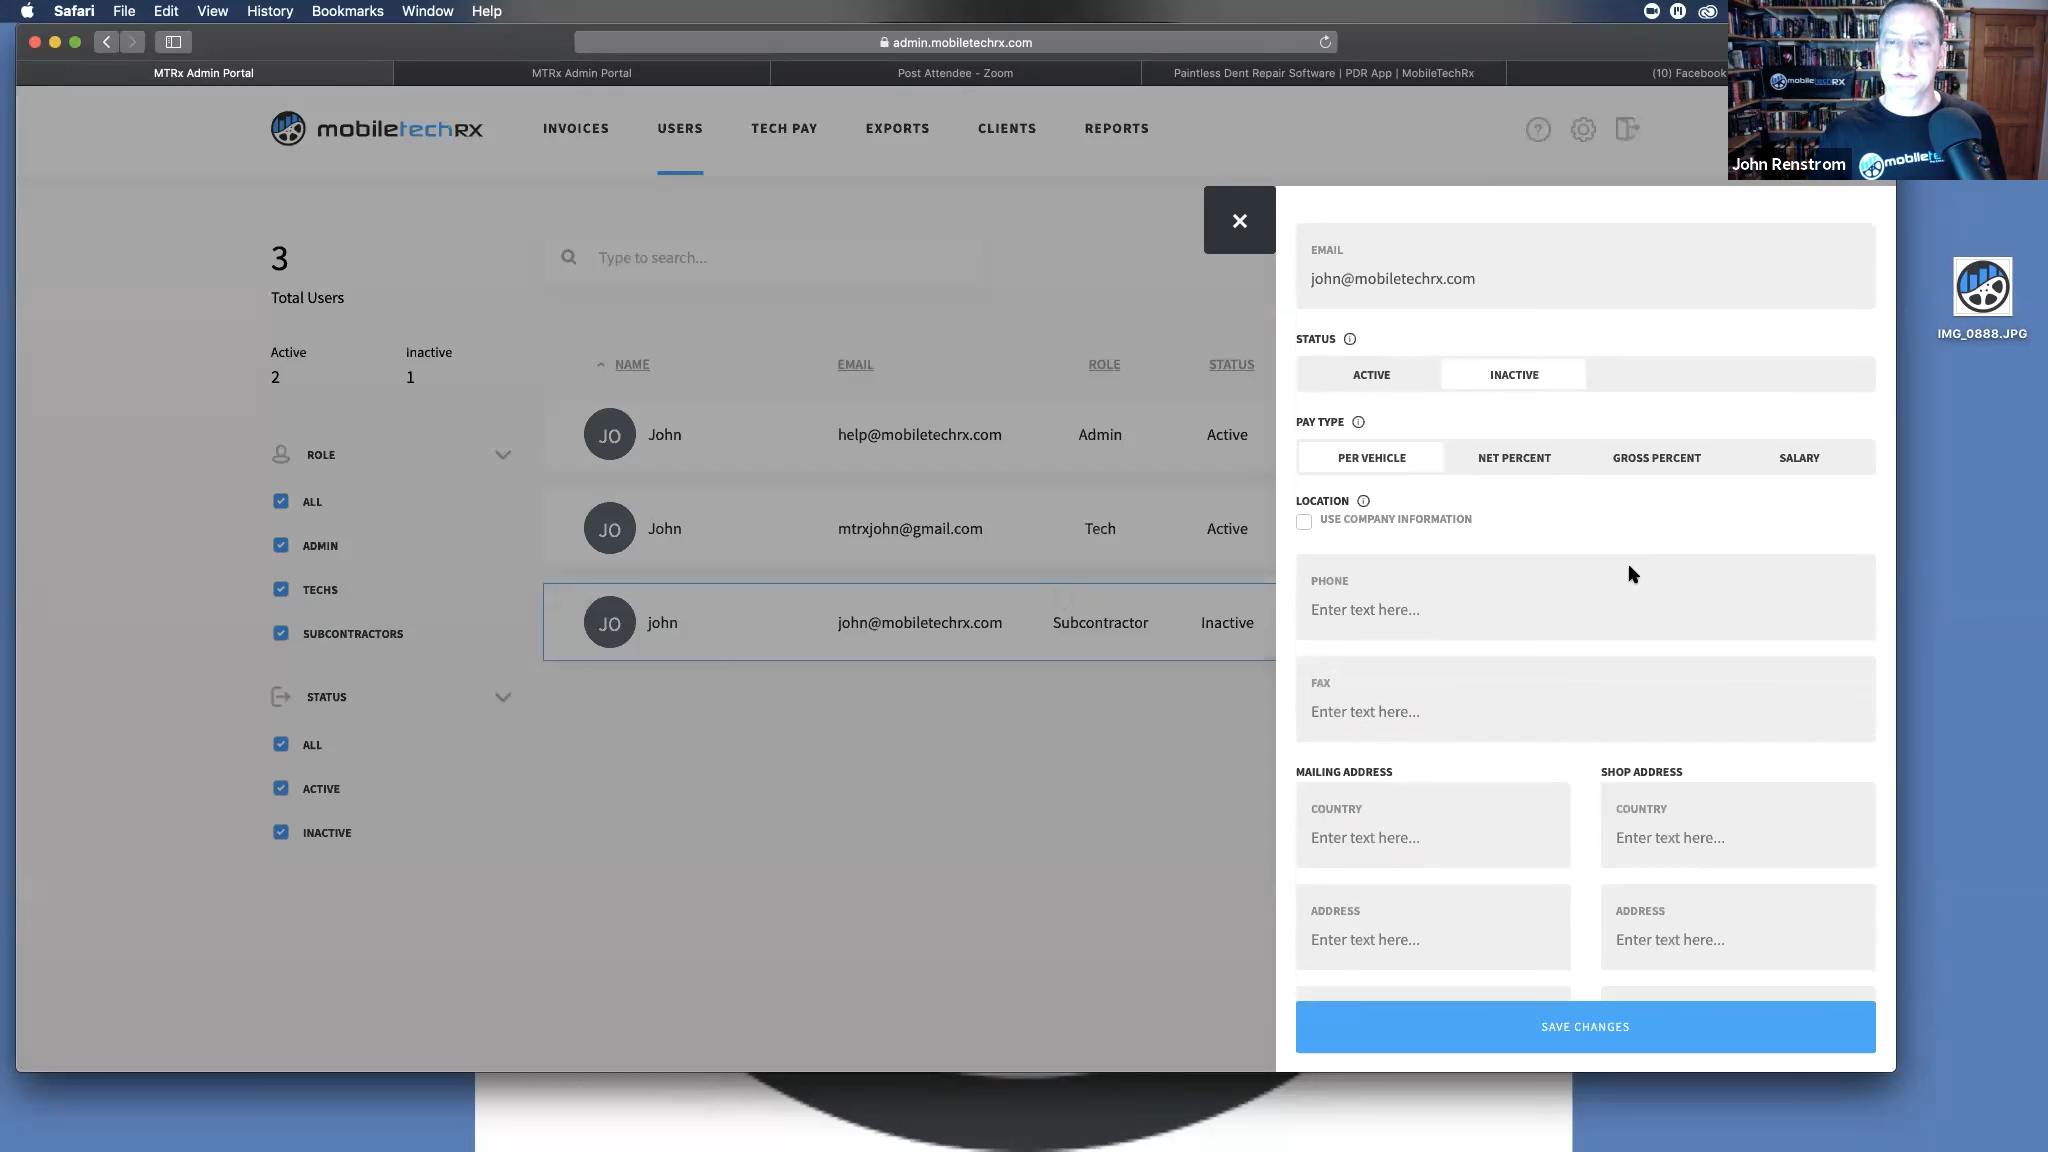 Safari File Edit View History Bookmarks Window Help
admin.mobiletechrx.com
MTRx Admin Portal
MTRx Admin Portal
Post Attendee - Zoom
Paintless Dent Repair Software | PDR App | MobileTechRx
(10) Facebook
mobiletechRX
INVOICES
USERS
TECH PAY
EXPORTS
CLIENTS
REPORTS
?
mobiletechRX
John Renstrom
mobilete
IMG_0888.JPG
3
Total Users
Active
Inactive
2
1
ROLE
ALL
ADMIN
TECHS
SUBCONTRACTORS
STATUS
ALL
ACTIVE
INACTIVE
Type to search...
NAME
EMAIL
ROLE
STATUS
JO John help@mobiletechrx.com Admin Active
JO John mtrxjohn@gmail.com Tech Active
JO john john@mobiletechrx.com Subcontractor Inactive
EMAIL
john@mobiletechrx.com
STATUS
ACTIVE
INACTIVE
PAY TYPE
PER VEHICLE
NET PERCENT
GROSS PERCENT
SALARY
LOCATION
USE COMPANY INFORMATION
PHONE
Enter text here...
FAX
Enter text here...
MAILING ADDRESS
SHOP ADDRESS
COUNTRY
Enter text here...
COUNTRY
Enter text here...
ADDRESS
Enter text here...
ADDRESS
Enter text here...
SAVE CHANGES